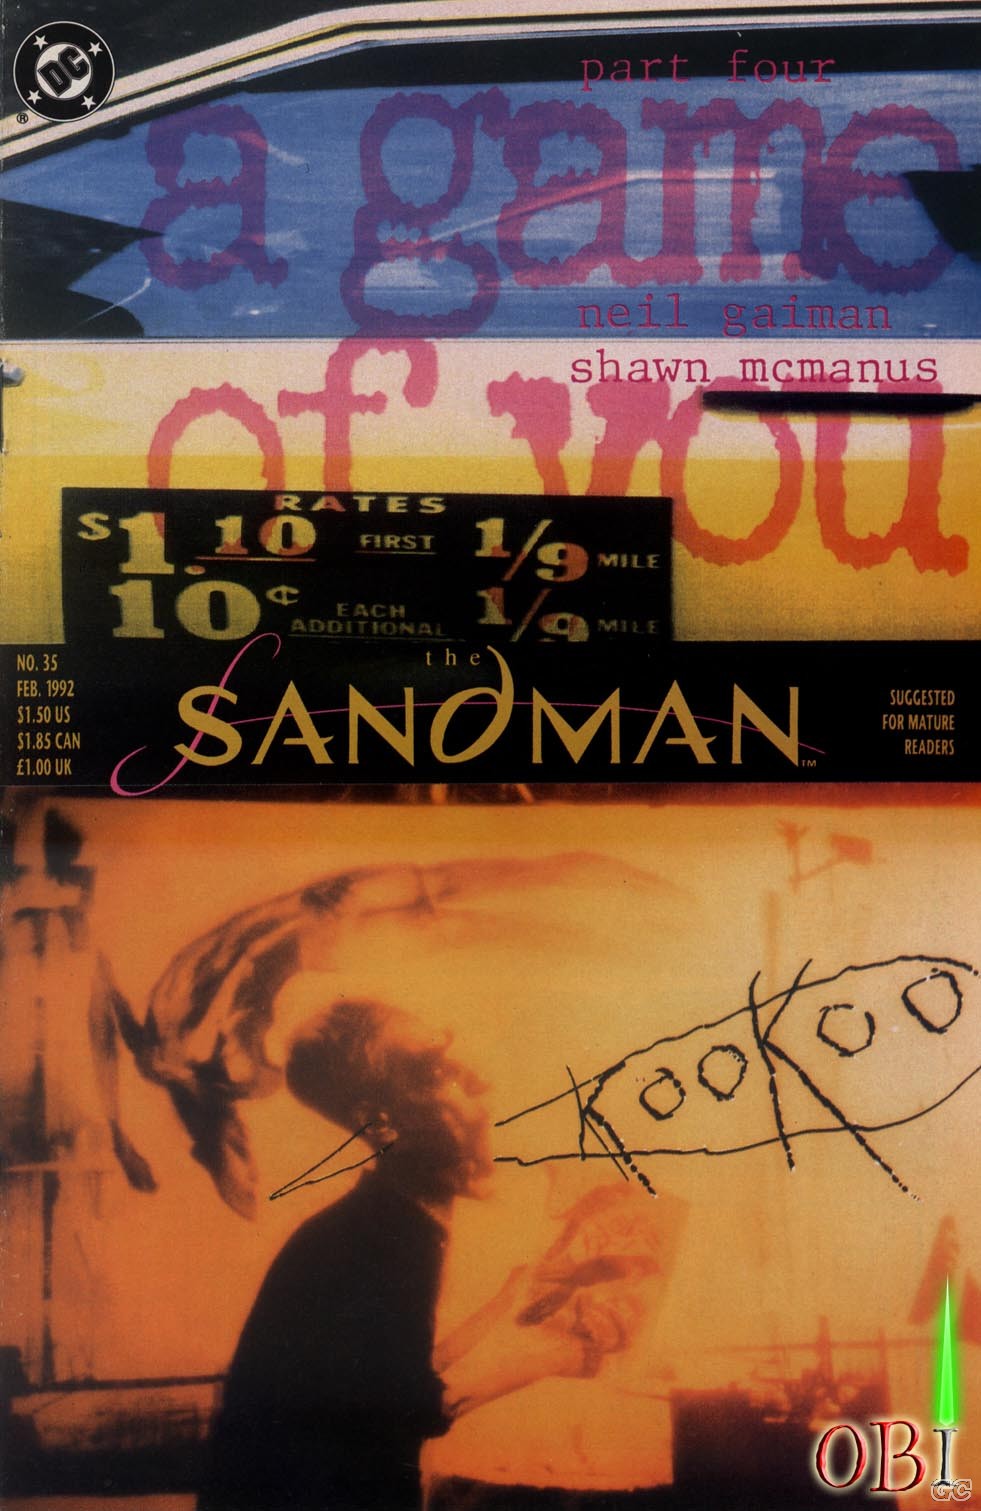 DC
®
part four
a game
neil gaiman
shawn mcmanus
of you
RATES
$1.10 FIRST 1/9 MILE
10¢ EACH ADDITIONAL 1/9 MILE
NO. 35
FEB. 1992
$1.50 US
$1.85 CAN
£1.00 UK
the
SANDMAN™
SUGGESTED
FOR MATURE
READERS
KOOKOO
OBI
GC